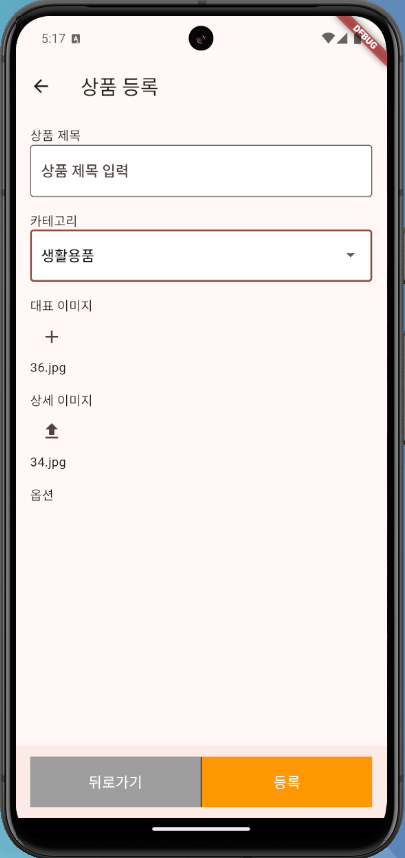 5:17
DEBUG
상품 등록
상품 제목
상품 제목 입력
카테고리
생활용품
대표 이미지
36.jpg
상세 이미지
34.jpg
옵션
뒤로가기 등록